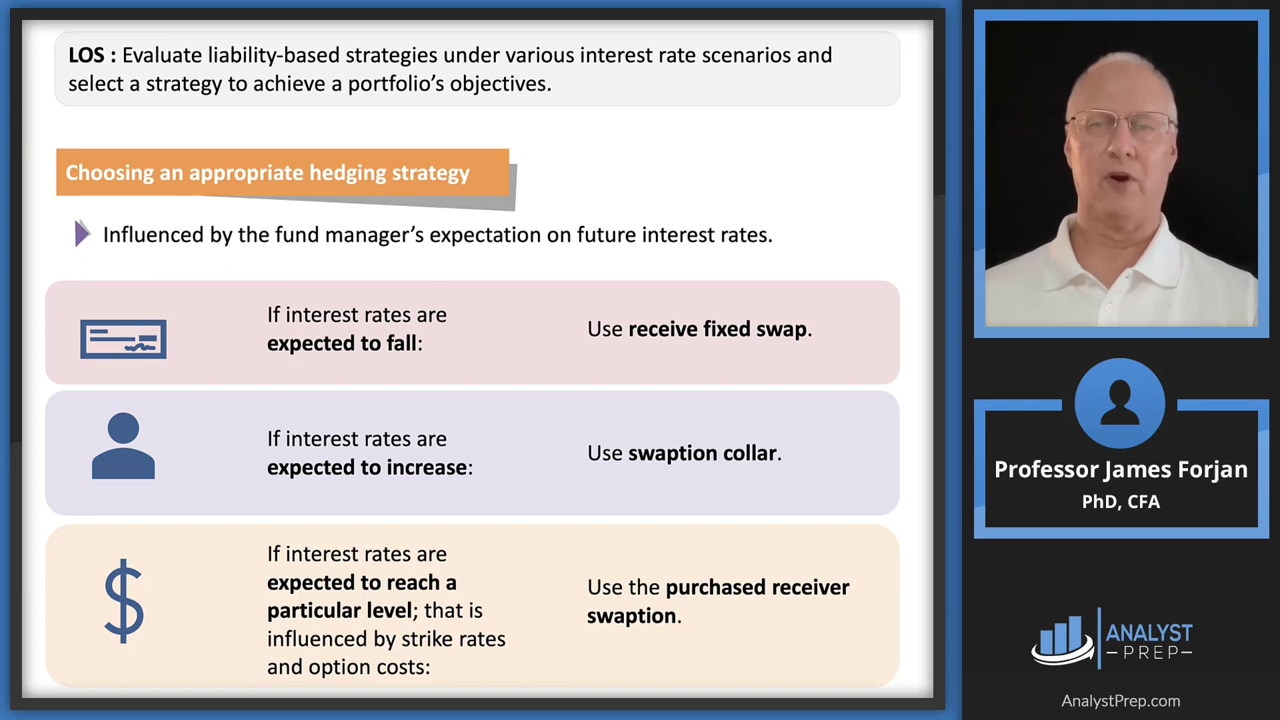 LOS : Evaluate liability-based strategies under various interest rate scenarios and
select a strategy to achieve a portfolio’s objectives.
Choosing an appropriate hedging strategy
Influenced by the fund manager’s expectation on future interest rates.
If interest rates are
expected to fall:
Use receive fixed swap.
If interest rates are
expected to increase:
Use swaption collar.
If interest rates are
expected to reach a
particular level; that is
influenced by strike rates
and option costs:
Use the purchased receiver
swaption.
Professor James Forjan
PhD, CFA
ANALYST
PREP
AnalystPrep.com